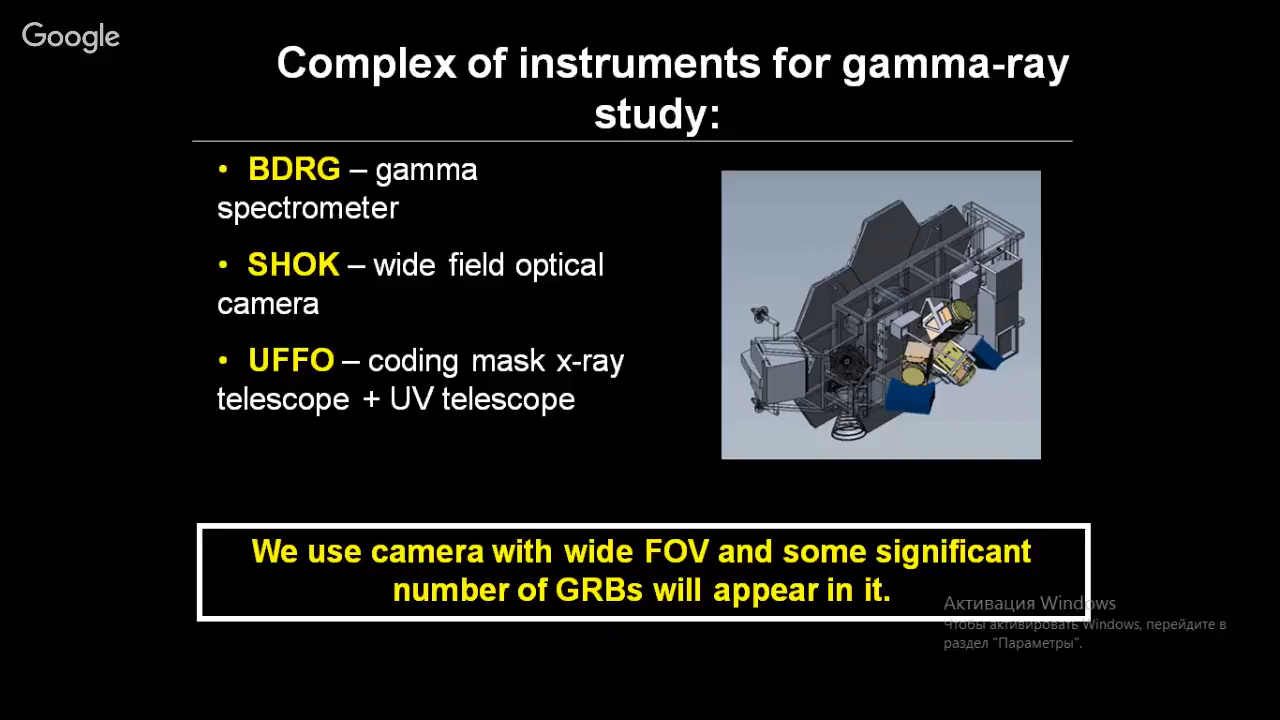 Google
Complex of instruments for gamma-ray
study:
• BDRG – gamma
spectrometer
• SHOK – wide field optical
camera
• UFFO – coding mask x-ray
telescope + UV telescope
We use camera with wide FOV and some significant
number of GRBs will appear in it.
Активация Windows
Чтобы активировать Windows, перейдите в
раздел "Параметры".